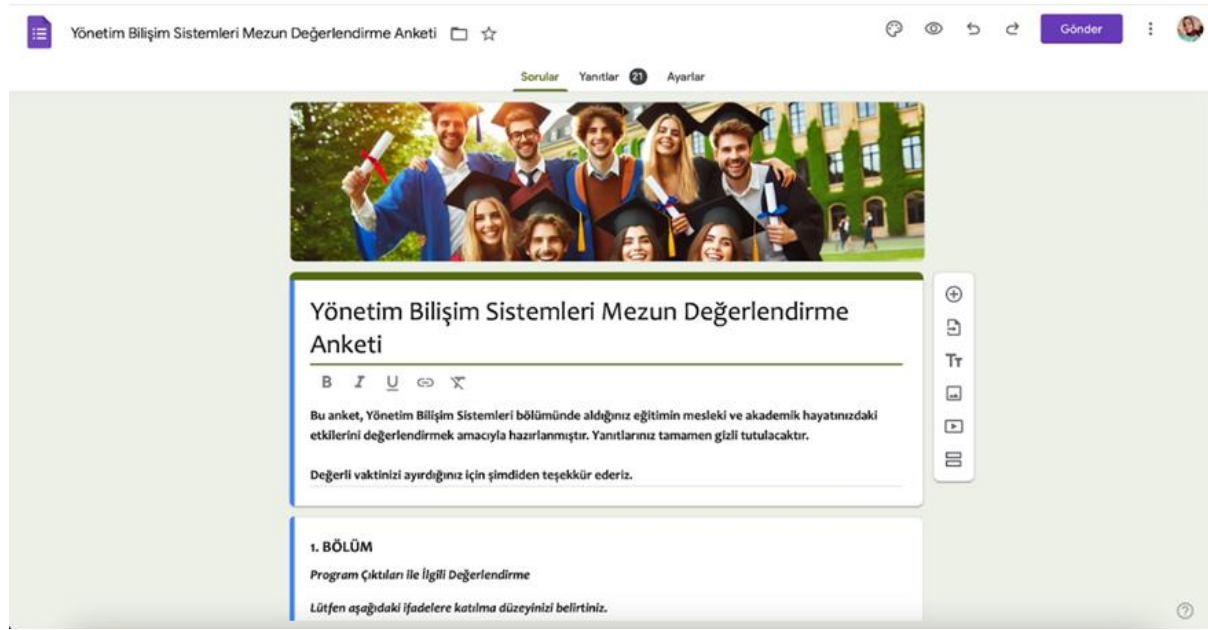 Yönetim Bilişim Sistemleri Mezun Değerlendirme Anketi
Gönder
Sorular Yanıtlar 21 Ayarlar
Yönetim Bilişim Sistemleri Mezun Değerlendirme
Anketi
B I U
Bu anket, Yönetim Bilişim Sistemleri bölümünde aldığınız eğitimin mesleki ve akademik hayatınızdaki
etkilerini değerlendirmek amacıyla hazırlanmıştır. Yanıtlarınız tamamen gizli tutulacaktır.
Değerli vaktinizi ayırdığınız için şimdiden teşekkür ederiz.
1. BÖLÜM
Program Çıktıları ile İlgili Değerlendirme
Lütfen aşağıdaki ifadelere katılma düzeyinizi belirtiniz.